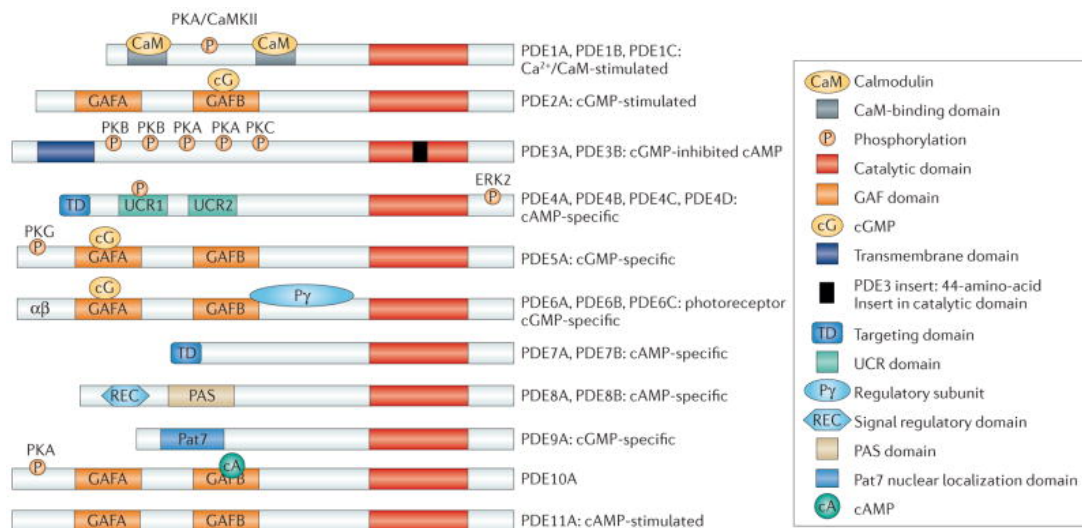 PKA/CaMKII
CaM P CaM
PDE1A, PDE1B, PDE1C:
Ca²⁺/CaM-stimulated
cG
GAFA GAFB
PDE2A: cGMP-stimulated
PKB PKB PKA PKA PKC
P P P P P
PDE3A, PDE3B: cGMP-inhibited cAMP
ERK2
P P
TD UCR1 UCR2
PDE4A, PDE4B, PDE4C, PDE4D:
cAMP-specific
PKG
P cG
GAFA GAFB
PDE5A: cGMP-specific
cG Pγ
αβ GAFA GAFB
PDE6A, PDE6B, PDE6C: photoreceptor
cGMP-specific
TD
PDE7A, PDE7B: cAMP-specific
REC PAS
PDE8A, PDE8B: cAMP-specific
Pat7
PDE9A: cGMP-specific
PKA
P cA
GAFA GAFB
PDE10A
GAFA GAFB
PDE11A: cAMP-stimulated
CaM Calmodulin
CaM-binding domain
P Phosphorylation
Catalytic domain
GAF domain
cG cGMP
Transmembrane domain
PDE3 insert: 44-amino-acid
Insert in catalytic domain
TD Targeting domain
UCR domain
Pγ Regulatory subunit
REC Signal regulatory domain
PAS domain
Pat7 nuclear localization domain
cA cAMP